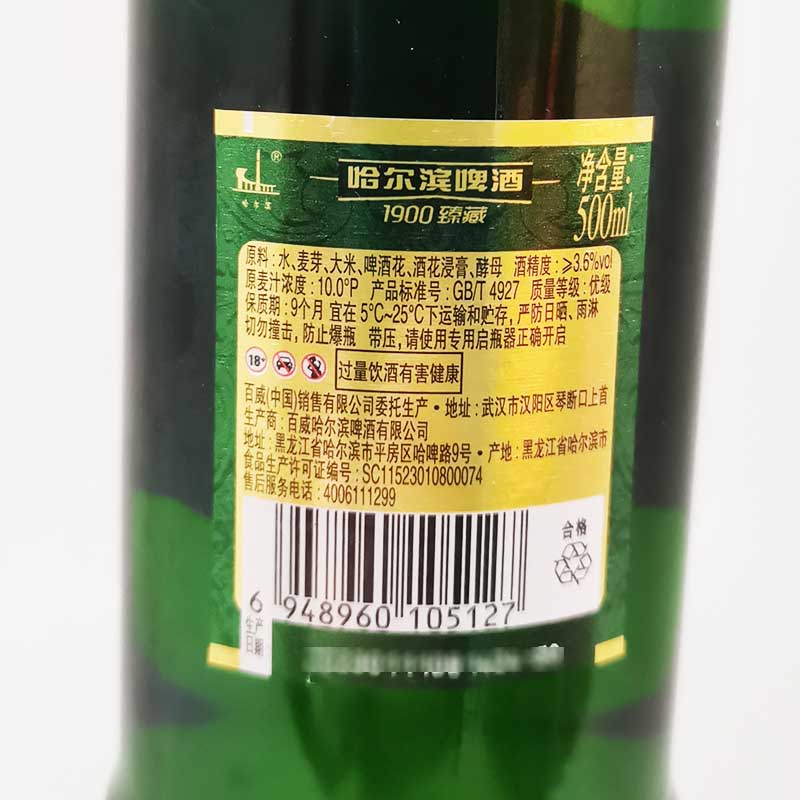 哈尔滨
®
哈尔滨啤酒
1900 臻藏
净含量:
500ml
原料:水、麦芽、大米、啤酒花、酒花浸膏、酵母 酒精度:≥3.6%vol
原麦汁浓度:10.0°P 产品标准号:GB/T 4927 质量等级:优级
保质期:9个月 宜在5°C~25°C下运输和贮存,严防日晒、雨淋
切勿撞击,防止爆瓶 带压,请使用专用启瓶器正确开启
18+
过量饮酒有害健康
百威(中国)销售有限公司委托生产·地址:武汉市汉阳区琴断口上首
生产商:百威哈尔滨啤酒有限公司
地址:黑龙江省哈尔滨市平房区哈啤路9号·产地:黑龙江省哈尔滨市
食品生产许可证编号:SC11523010800074
售后服务电话:4006111299
合格
6 948960 105127
生产
日期